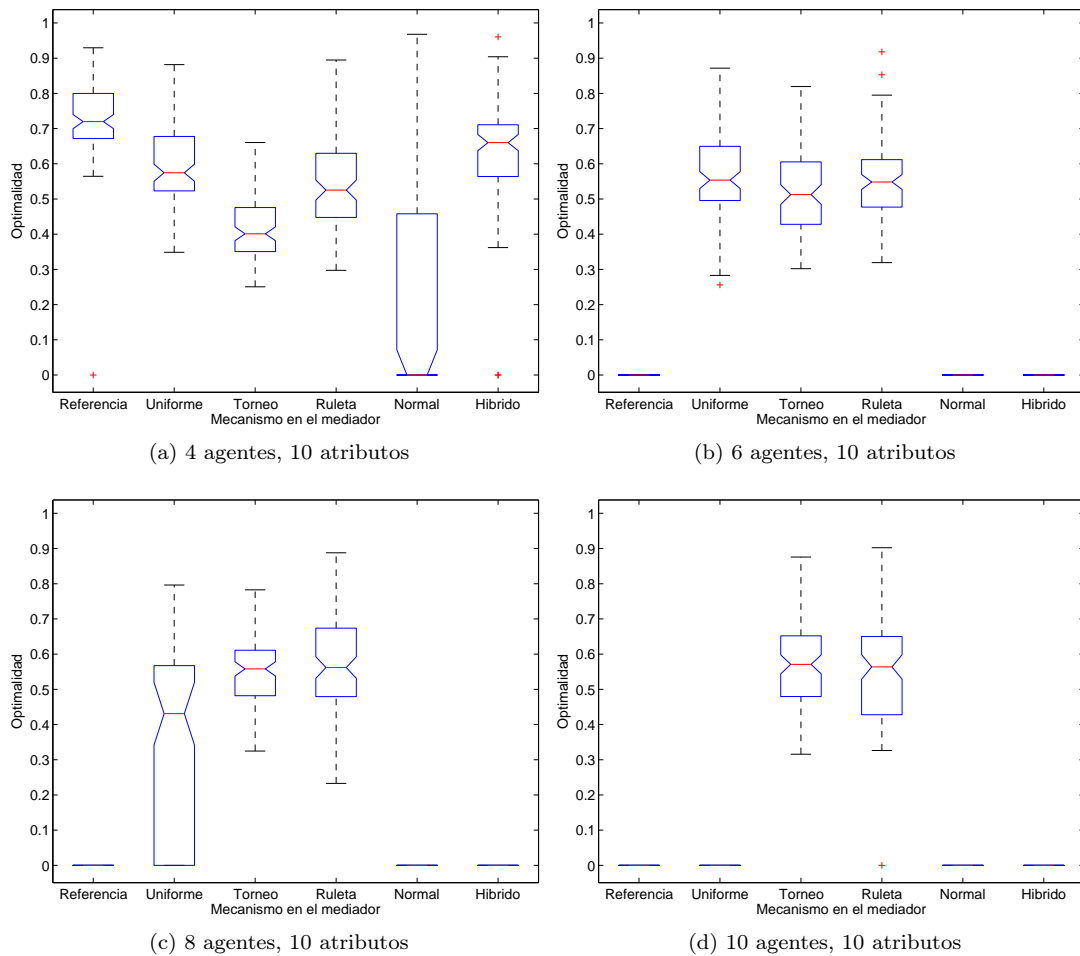 1
0.9
0.8
0.7
0.6
0.5
0.4
0.3
0.2
0.1
0
Optimalidad
Referencia Uniforme Torneo Ruleta Normal Hibrido
Mecanismo en el mediador
(a) 4 agentes, 10 atributos
1
0.9
0.8
0.7
0.6
0.5
0.4
0.3
0.2
0.1
0
Optimalidad
Referencia Uniforme Torneo Ruleta Normal Hibrido
Mecanismo en el mediador
(b) 6 agentes, 10 atributos
1
0.9
0.8
0.7
0.6
0.5
0.4
0.3
0.2
0.1
0
Optimalidad
Referencia Uniforme Torneo Ruleta Normal Hibrido
Mecanismo en el mediador
(c) 8 agentes, 10 atributos
1
0.9
0.8
0.7
0.6
0.5
0.4
0.3
0.2
0.1
0
Optimalidad
Referencia Uniforme Torneo Ruleta Normal Hibrido
Mecanismo en el mediador
(d) 10 agentes, 10 atributos